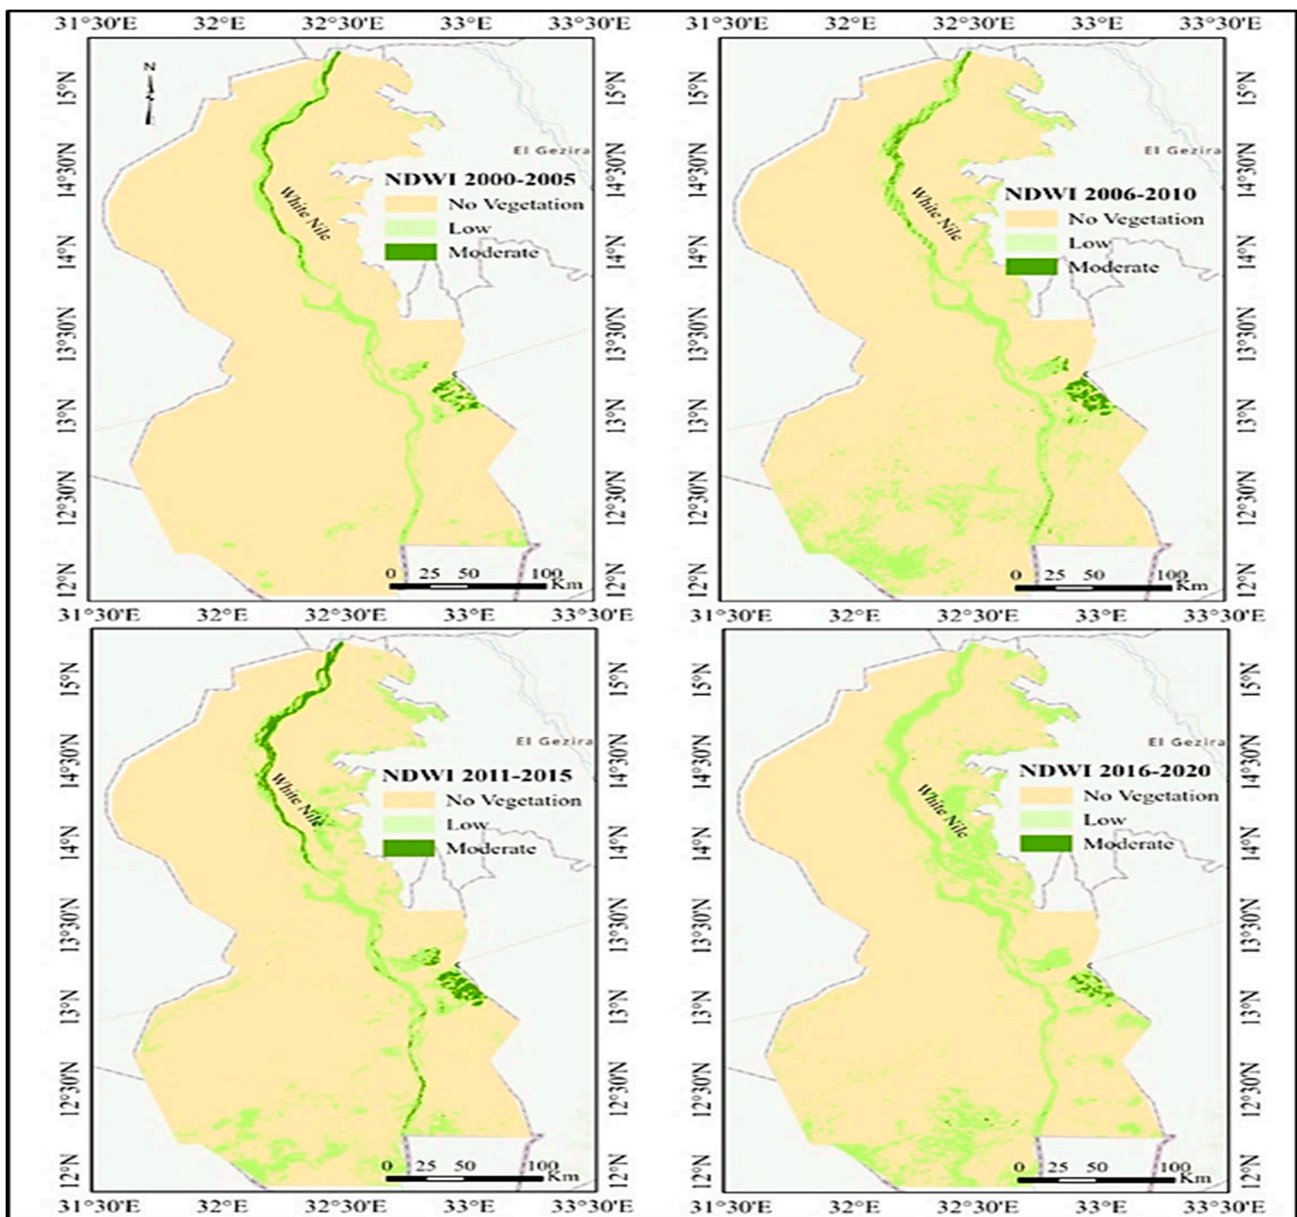 31°30'E 32°E 32°30'E 33°E 33°30'E 31°30'E 32°E 32°30'E 33°E 33°30'E
N
15°N
14°30'N
14°N
13°30'N
13°N
12°30'N
12°N
El Gezira
White Nile
NDWI 2000-2005
No Vegetation
Low
Moderate
0 25 50 100
Km
15°N
14°30'N
14°N
13°30'N
13°N
12°30'N
12°N
15°N
14°30'N
14°N
13°30'N
13°N
12°30'N
12°N
El Gezira
White Nile
NDWI 2006-2010
No Vegetation
Low
Moderate
0 25 50 100
Km
15°N
14°30'N
14°N
13°30'N
13°N
12°30'N
12°N
31°30'E 32°E 32°30'E 33°E 33°30'E 31°30'E 32°E 32°30'E 33°E 33°30'E
15°N
14°30'N
14°N
13°30'N
13°N
12°30'N
12°N
El Gezira
White Nile
NDWI 2011-2015
No Vegetation
Low
Moderate
0 25 50 100
Km
15°N
14°30'N
14°N
13°30'N
13°N
12°30'N
12°N
15°N
14°30'N
14°N
13°30'N
13°N
12°30'N
12°N
El Gezira
White Nile
NDWI 2016-2020
No Vegetation
Low
Moderate
0 25 50 100
Km
15°N
14°30'N
14°N
13°30'N
13°N
12°30'N
12°N
31°30'E 32°E 32°30'E 33°E 33°30'E 31°30'E 32°E 32°30'E 33°E 33°30'E